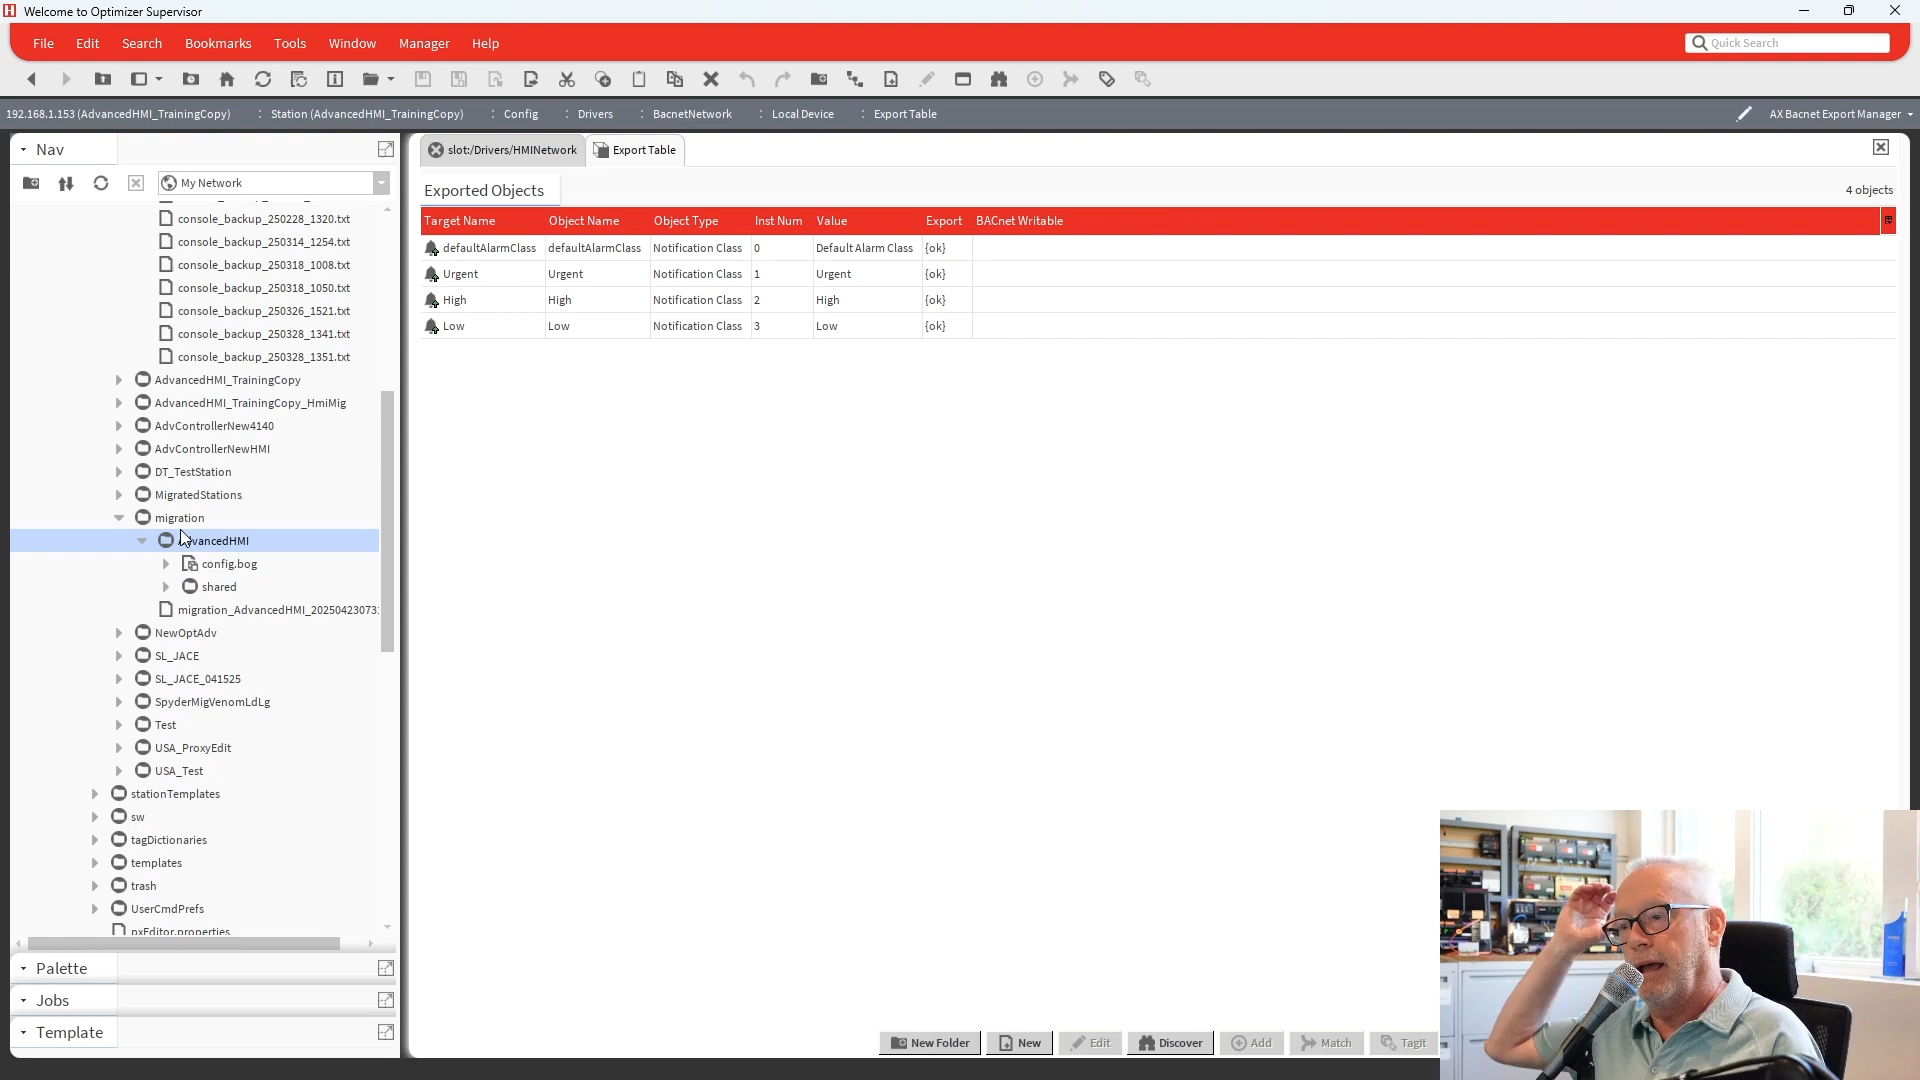 Welcome to Optimizer Supervisor
File Edit Search Bookmarks Tools Window Manager Help
Quick Search
192.168.1.153 (AdvancedHMI_TrainingCopy) : Station (AdvancedHMI_TrainingCopy) : Config : Drivers : BacnetNetwork : Local Device : Export Table
AX Bacnet Export Manager
Nav
My Network
console_backup_250228_1320.txt
console_backup_250314_1254.txt
console_backup_250318_1008.txt
console_backup_250318_1050.txt
console_backup_250326_1521.txt
console_backup_250328_1341.txt
console_backup_250328_1351.txt
AdvancedHMI_TrainingCopy
AdvancedHMI_TrainingCopy_HmiMig
AdvControllerNew4140
AdvControllerNewHMI
DT_TestStation
MigratedStations
migration
vancedHMI
config.bog
shared
migration_AdvancedHMI_20250423073
NewOptAdv
SL_JACE
SL_JACE_041525
SpyderMigVenomLdLg
Test
USA_ProxyEdit
USA_Test
stationTemplates
sw
tagDictionaries
templates
trash
UserCmdPrefs
pxEditor.properties
Palette
Jobs
Template
slot:/Drivers/HMINetwork
Export Table
Exported Objects
4 objects
Target Name Object Name Object Type Inst Num Value Export BACnet Writable
defaultAlarmClass defaultAlarmClass Notification Class 0 Default Alarm Class {ok}
Urgent Urgent Notification Class 1 Urgent {ok}
High High Notification Class 2 High {ok}
Low Low Notification Class 3 Low {ok}
New Folder New Edit Discover Add Match TagIt